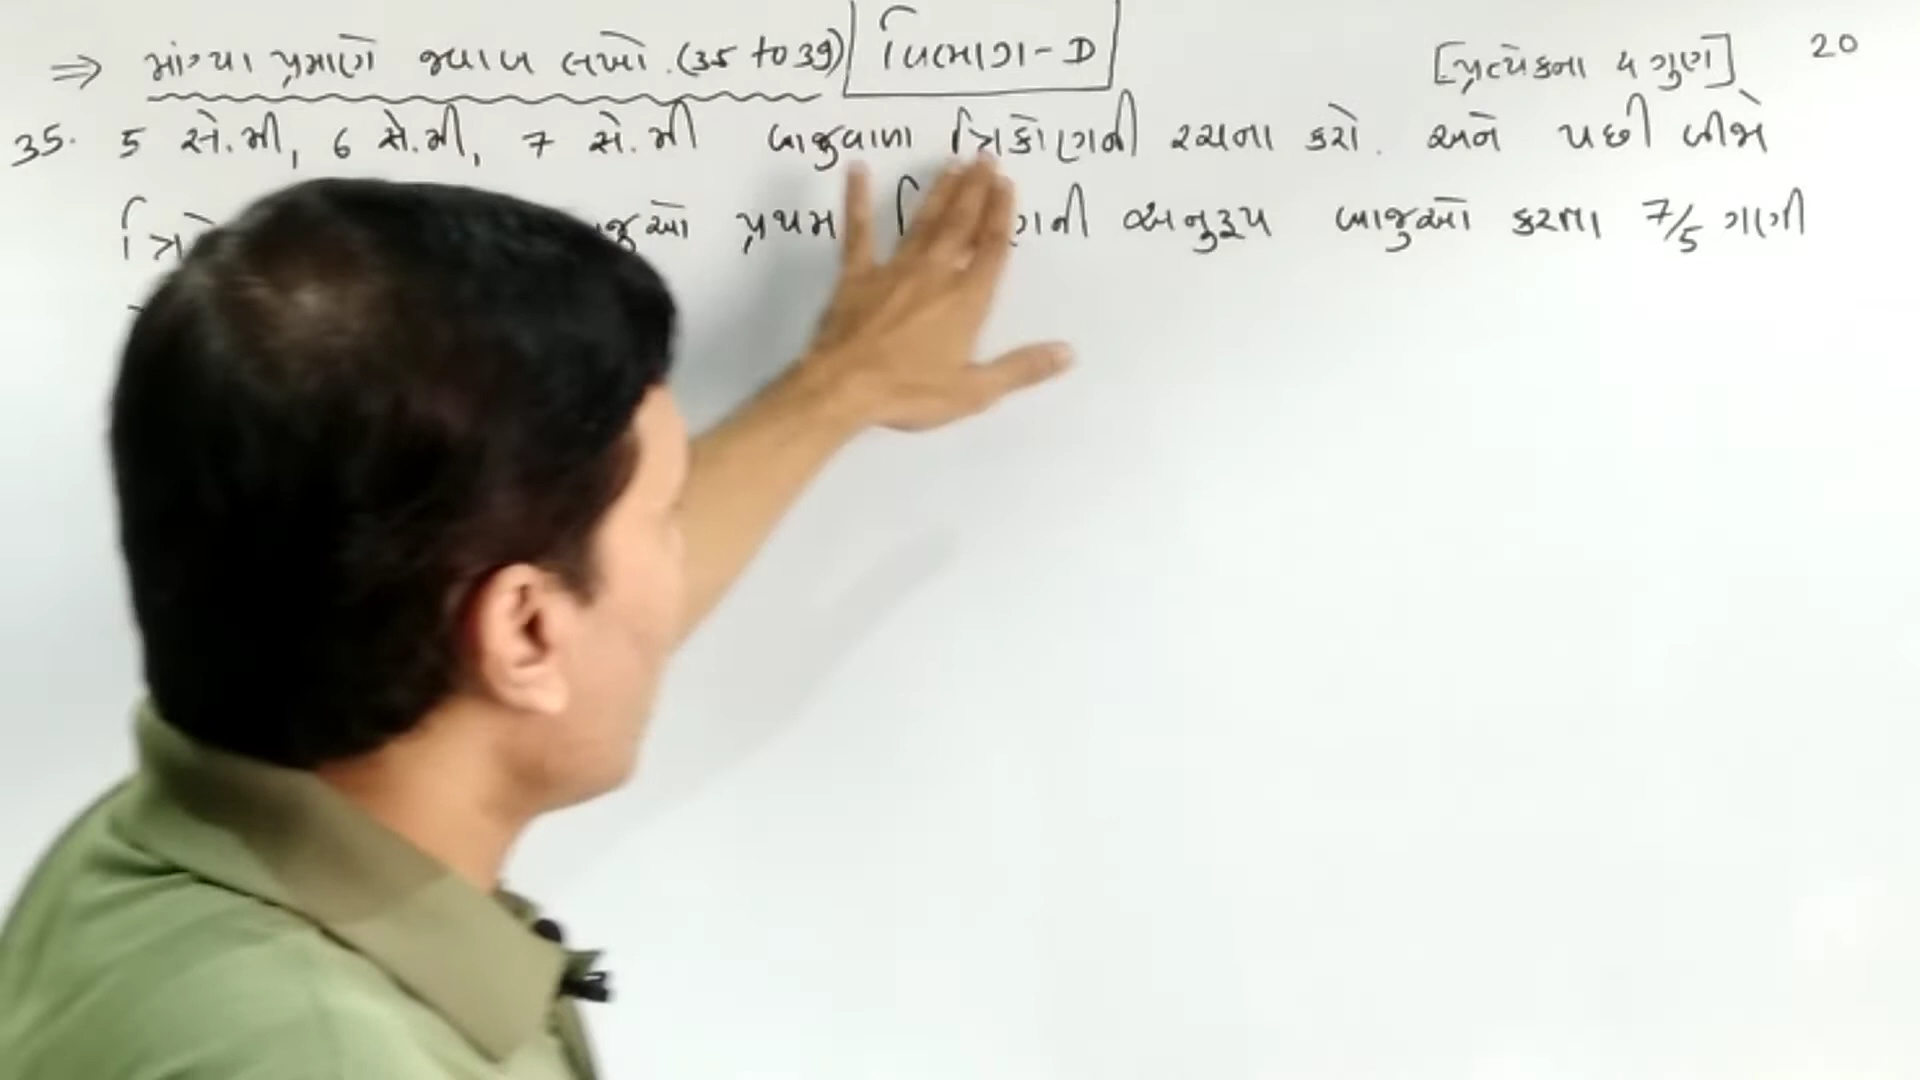 ⇒ માંગ્યા પ્રમાણે જવાબ લખો. (35 to 39) વિભાગ - D [પ્રત્યેકના 4 ગુણ] 20
35. 5 સે.મી, 6 સે.મી, 7 સે.મી બાજુવાળા ત્રિકોણની રચના કરો. અને પછી બીજો
પ્રથમ અનુરૂપ બાજુઓ કરતા 7/5 ગણી